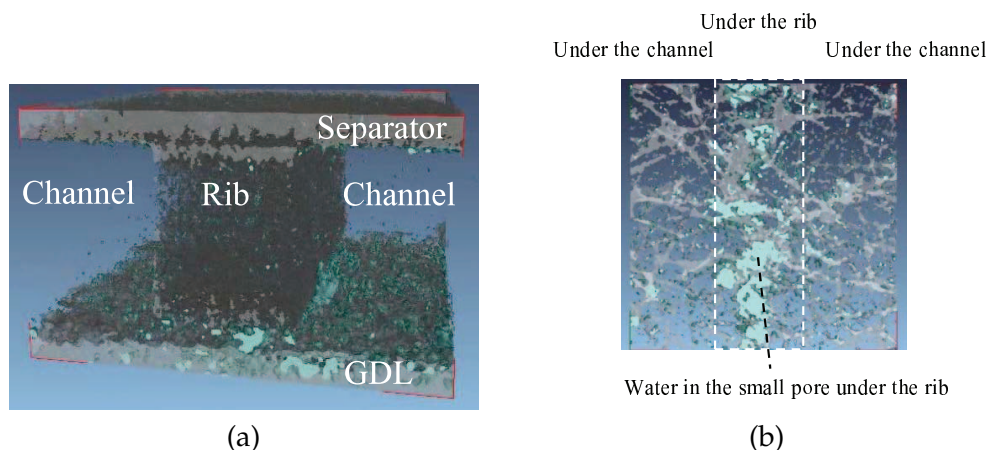 Under the rib
Under the channel
Under the channel
Separator
Channel
Rib
Channel
GDL
Water in the small pore under the rib
(a)
(b)